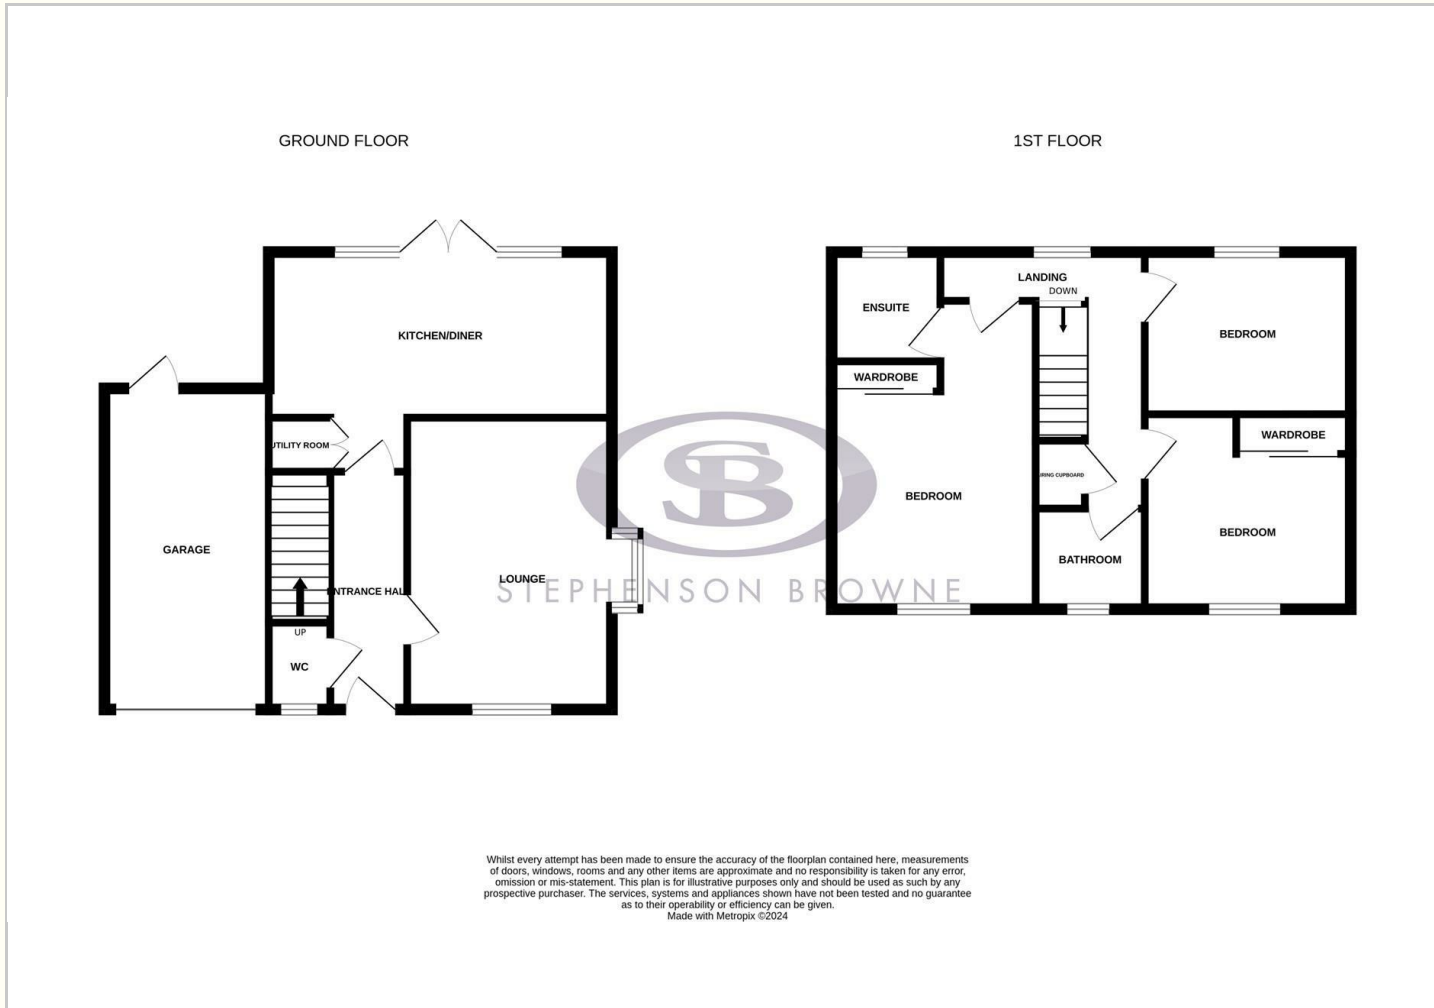 GROUND FLOOR
1ST FLOOR
KITCHEN/DINER
UTILITY ROOM
GARAGE
ENTRANCE HALL
LOUNGE
UP
WC
LANDING
DOWN
ENSUITE
BEDROOM
WARDROBE
WARDROBE
BEDROOM
BEDROOM
BATHROOM
SB
STEPHENSON BROWNE
Whilst every attempt has been made to ensure the accuracy of the floorplan contained here, measurements
of doors, windows, rooms and any other items are approximate and no responsibility is taken for any error,
omission or mis-statement. This plan is for illustrative purposes only and should be used as such by any
prospective purchaser. The services, systems and appliances shown have not been tested and no guarantee
as to their operability or efficiency can be given.
Made with Metropix ©2024